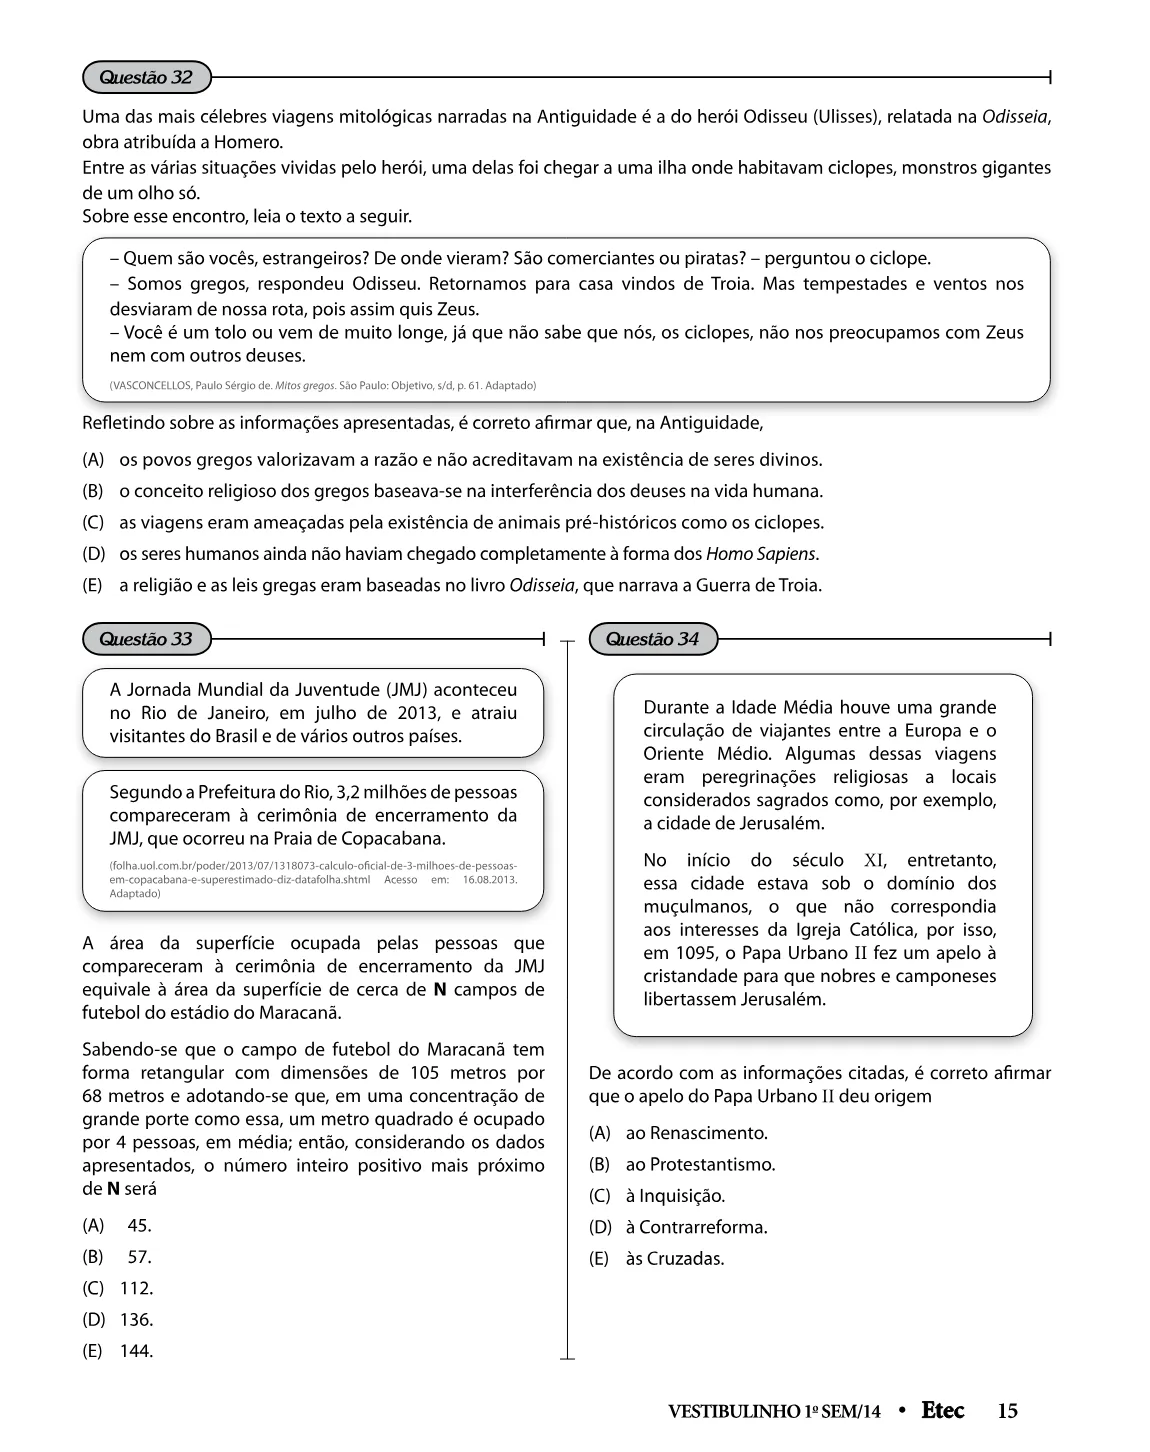 Questão 32
Uma das mais célebres viagens mitológicas narradas na Antiguidade é a do herói Odisseu (Ulisses), relatada na Odisseia,
obra atribuída a Homero.
Entre as várias situações vividas pelo herói, uma delas foi chegar a uma ilha onde habitavam ciclopes, monstros gigantes
de um olho só.
Sobre esse encontro, leia o texto a seguir.
– Quem são vocês, estrangeiros? De onde vieram? São comerciantes ou piratas? – perguntou o ciclope.
– Somos gregos, respondeu Odisseu. Retornamos para casa vindos de Troia. Mas tempestades e ventos nos
desviaram de nossa rota, pois assim quis Zeus.
– Você é um tolo ou vem de muito longe, já que não sabe que nós, os ciclopes, não nos preocupamos com Zeus
nem com outros deuses.
(VASCONCELLOS, Paulo Sérgio de. Mitos gregos. São Paulo: Objetivo, s/d, p. 61. Adaptado)
Refletindo sobre as informações apresentadas, é correto afirmar que, na Antiguidade,
(A) os povos gregos valorizavam a razão e não acreditavam na existência de seres divinos.
(B) o conceito religioso dos gregos baseava-se na interferência dos deuses na vida humana.
(C) as viagens eram ameaçadas pela existência de animais pré-históricos como os ciclopes.
(D) os seres humanos ainda não haviam chegado completamente à forma dos Homo Sapiens.
(E) a religião e as leis gregas eram baseadas no livro Odisseia, que narrava a Guerra de Troia.
Questão 33
A Jornada Mundial da Juventude (JMJ) aconteceu
no Rio de Janeiro, em julho de 2013, e atraiu
visitantes do Brasil e de vários outros países.
Segundo a Prefeitura do Rio, 3,2 milhões de pessoas
compareceram à cerimônia de encerramento da
JMJ, que ocorreu na Praia de Copacabana.
(folha.uol.com.br/poder/2013/07/1318073-calculo-oficial-de-3-milhoes-de-pessoas-
em-copacabana-e-superestimado-diz-datafolha.shtml Acesso em: 16.08.2013.
Adaptado)
A área da superfície ocupada pelas pessoas que
compareceram à cerimônia de encerramento da JMJ
equivale à área da superfície de cerca de N campos de
futebol do estádio do Maracanã.
Sabendo-se que o campo de futebol do Maracanã tem
forma retangular com dimensões de 105 metros por
68 metros e adotando-se que, em uma concentração de
grande porte como essa, um metro quadrado é ocupado
por 4 pessoas, em média; então, considerando os dados
apresentados, o número inteiro positivo mais próximo
de N será
(A) 45.
(B) 57.
(C) 112.
(D) 136.
(E) 144.
Questão 34
Durante a Idade Média houve uma grande
circulação de viajantes entre a Europa e o
Oriente Médio. Algumas dessas viagens
eram peregrinações religiosas a locais
considerados sagrados como, por exemplo,
a cidade de Jerusalém.
No início do século XI, entretanto,
essa cidade estava sob o domínio dos
muçulmanos, o que não correspondia
aos interesses da Igreja Católica, por isso,
em 1095, o Papa Urbano II fez um apelo à
cristandade para que nobres e camponeses
libertassem Jerusalém.
De acordo com as informações citadas, é correto afirmar
que o apelo do Papa Urbano II deu origem
(A) ao Renascimento.
(B) ao Protestantismo.
(C) à Inquisição.
(D) à Contrarreforma.
(E) às Cruzadas.
VESTIBULINHO 1º SEM/14 • Etec 15